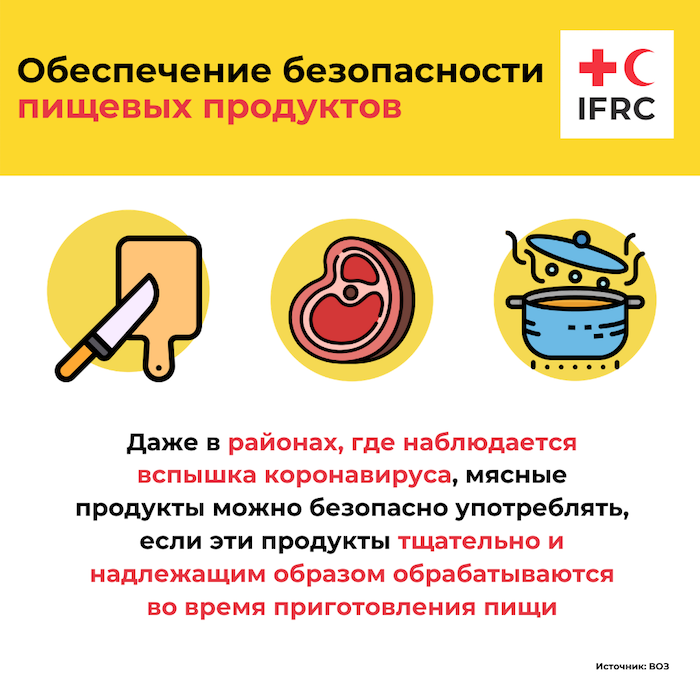 Обеспечение безопасности
пищевых продуктов
IFRC
Даже в районах, где наблюдается
вспышка коронавируса, мясные
продукты можно безопасно употреблять,
если эти продукты тщательно и
надлежащим образом обрабатываются
во время приготовления пищи
Источник: ВОЗ